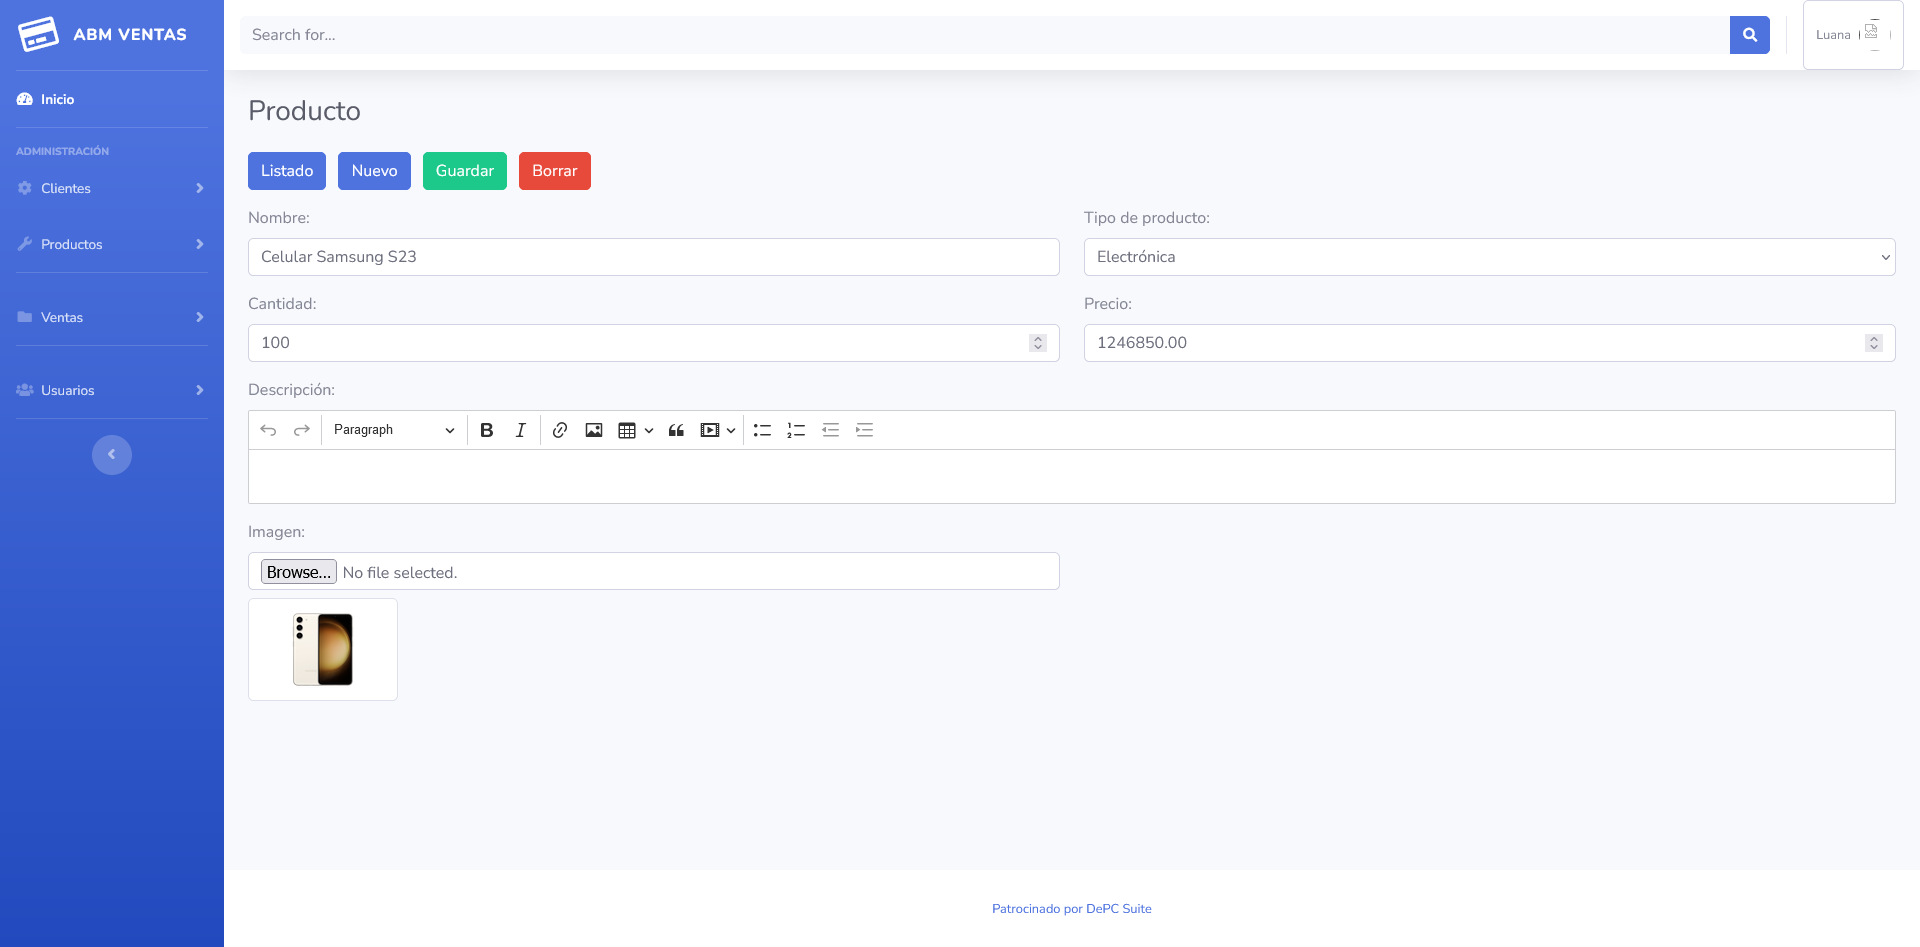 ABM VENTAS
Search for...
Luana
Inicio
ADMINISTRACIÓN
Clientes
Productos
Ventas
Usuarios
Producto
Listado
Nuevo
Guardar
Borrar
Nombre:
Celular Samsung S23
Tipo de producto:
Electrónica
Cantidad:
100
Precio:
1246850.00
Descripción:
Paragraph
Imagen:
Browse... No file selected.
Patrocinado por DePC Suite